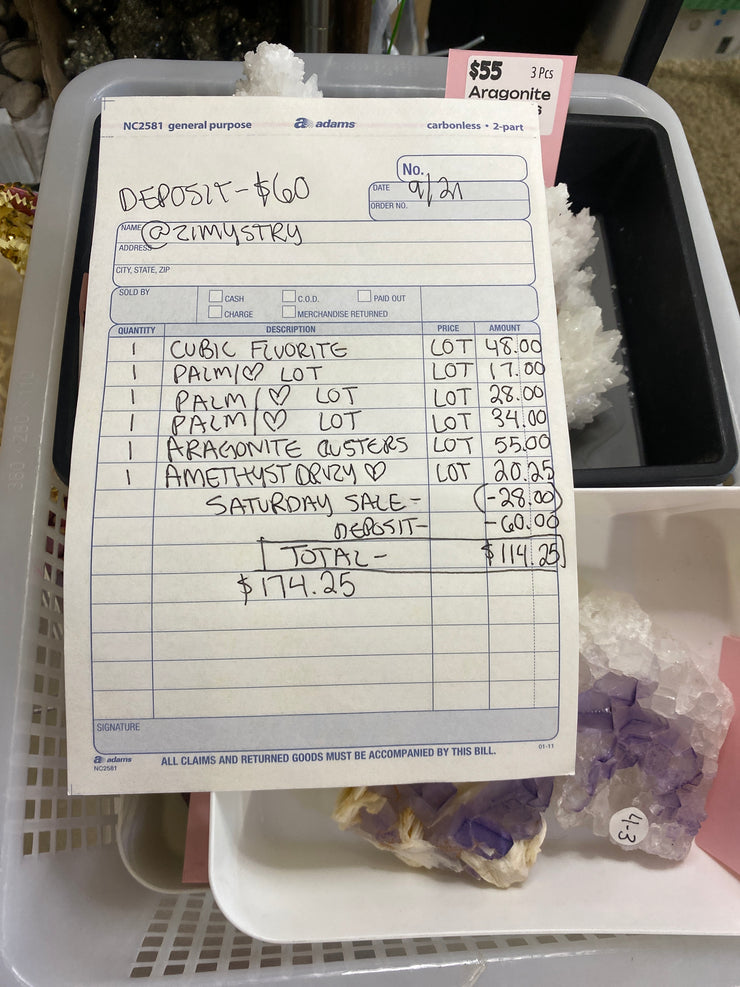 $55 3 Pcs
Aragonite
s
NC2581 general purpose
a adams
carbonless • 2-part
DEPOSIT - $60
No.
DATE 9/21
ORDER NO.
NAME @ZIMYSTRY
ADDRESS
CITY, STATE, ZIP
SOLD BY
CASH C.O.D. PAID OUT
CHARGE MERCHANDISE RETURNED
QUANTITY DESCRIPTION PRICE AMOUNT
1 CUBIC FLUORITE LOT 48.00
1 PALM/♡ LOT LOT 17.00
1 PALM/♡ LOT LOT 28.00
1 PALM/♡ LOT LOT 34.00
1 ARAGONITE CLUSTERS LOT 55.00
1 AMETHYST DRUZY ♡ LOT 20.25
SATURDAY SALE - (-28.00)
DEPOSIT - -60.00
TOTAL - $114.25
$174.25
SIGNATURE
a adams
NC2581
ALL CLAIMS AND RETURNED GOODS MUST BE ACCOMPANIED BY THIS BILL.
01-11
4-3